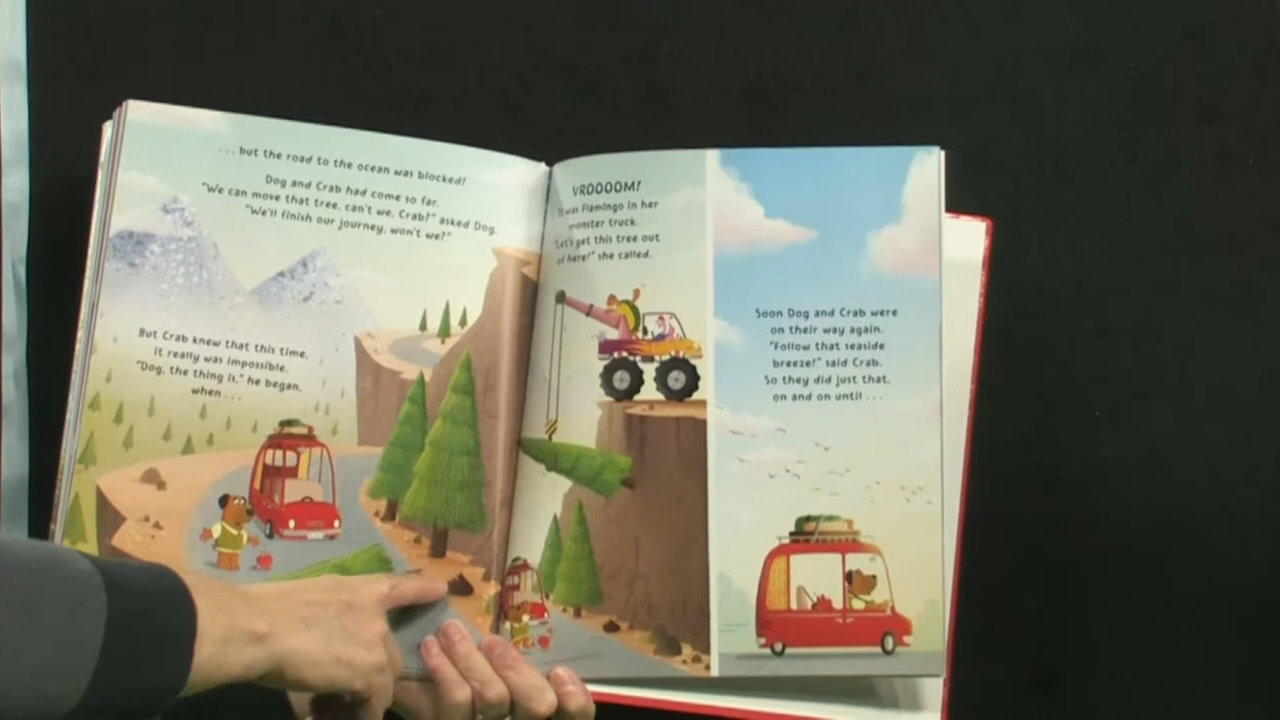 ...but the road to the ocean was blocked!
Dog and Crab had come so far.
"We can move that tree, can't we, Crab?" asked Dog.
"We'll finish our journey, won't we?"
But Crab knew that this time,
it really was impossible.
"Dog, the thing is," he began,
when...
VROOOOM!
It was Flamingo in her
monster truck.
"Let's get this tree out
of here!" she called.
Soon Dog and Crab were
on their way again.
"Follow that seaside
breeze!" said Crab.
So they did just that,
on and on until...